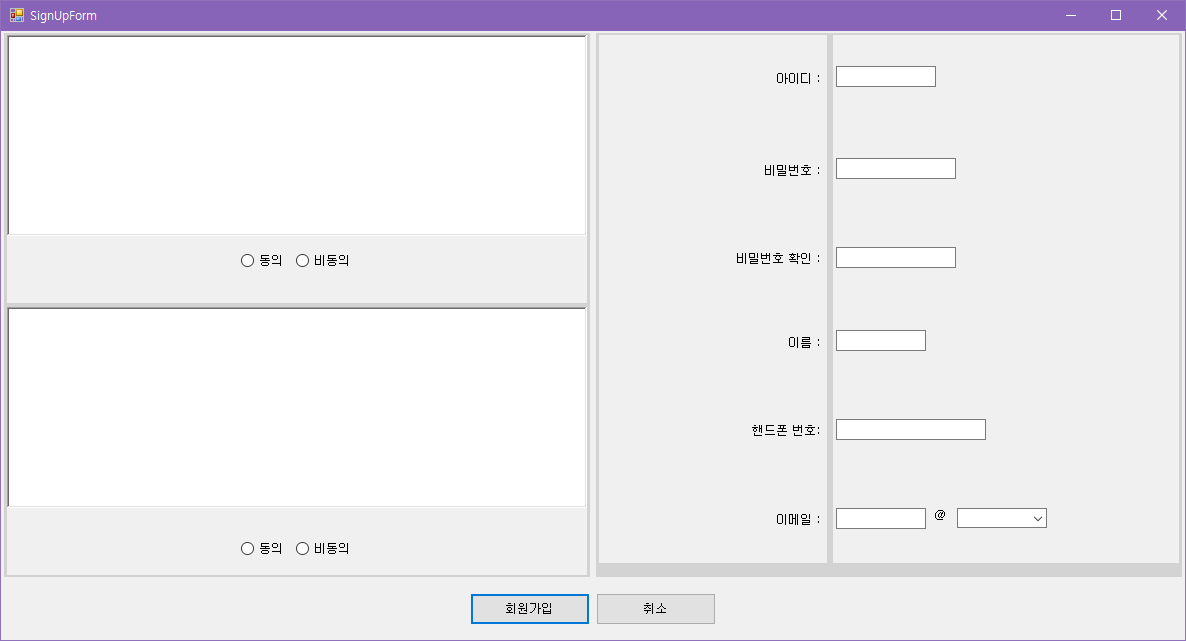 SignUpForm
동의 비동의
동의 비동의
아이디 :
비밀번호 :
비밀번호 확인 :
이름 :
핸드폰 번호:
이메일 : @
회원가입 취소